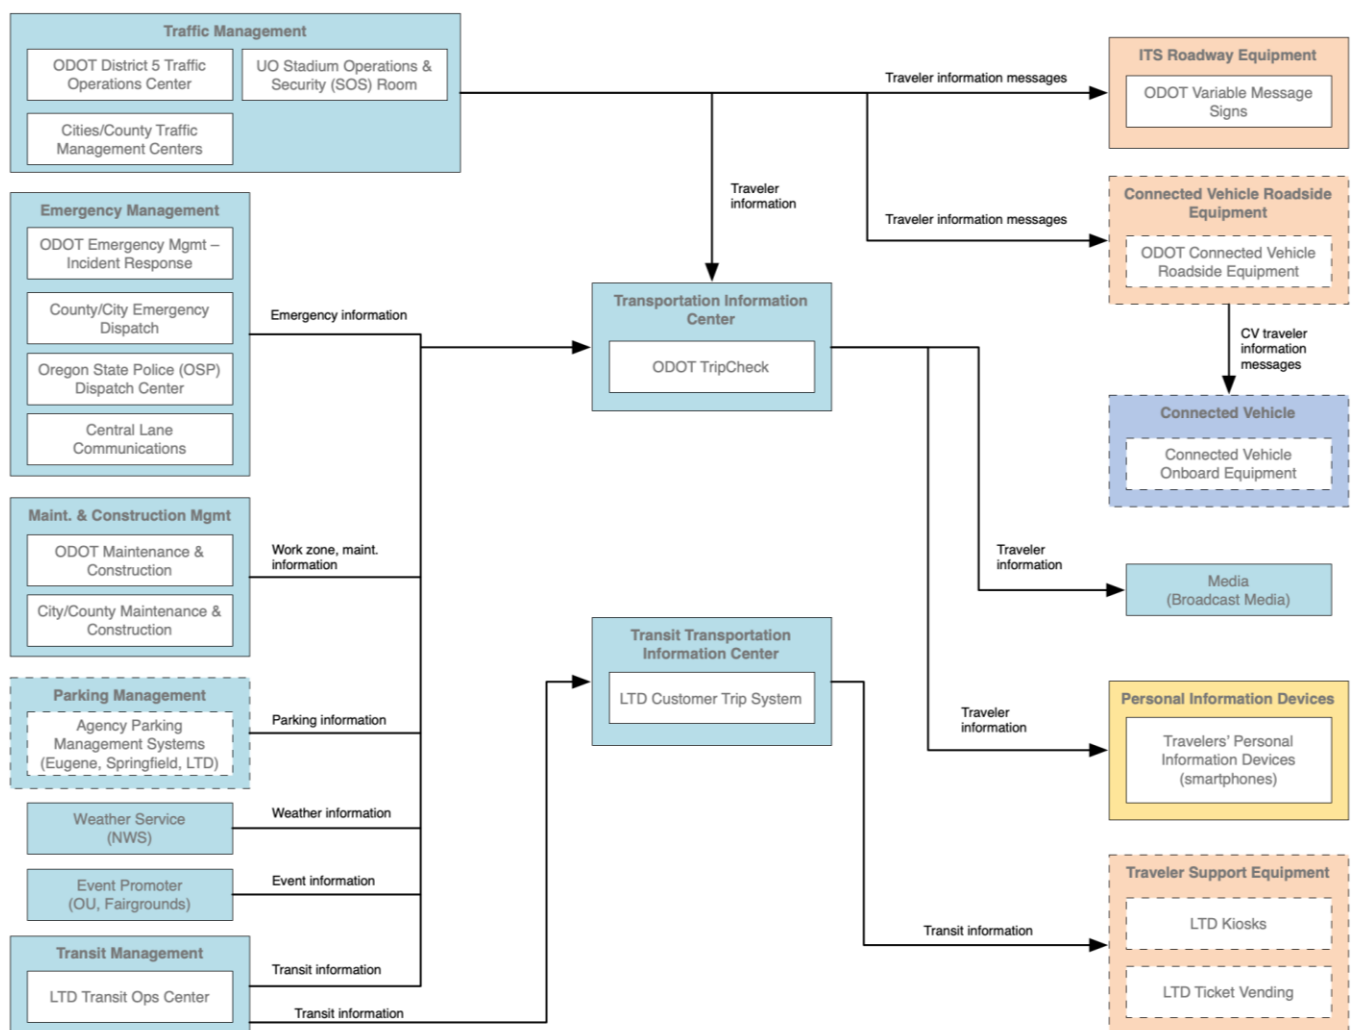 Traffic Management
ODOT District 5 Traffic
Operations Center
UO Stadium Operations &
Security (SOS) Room
Cities/County Traffic
Management Centers
Emergency Management
ODOT Emergency Mgmt –
Incident Response
County/City Emergency
Dispatch
Oregon State Police (OSP)
Dispatch Center
Central Lane
Communications
Maint. & Construction Mgmt
ODOT Maintenance &
Construction
City/County Maintenance &
Construction
Parking Management
Agency Parking
Management Systems
(Eugene, Springfield, LTD)
Weather Service
(NWS)
Event Promoter
(OU, Fairgrounds)
Transit Management
LTD Transit Ops Center
Emergency information
Work zone, maint.
information
Parking information
Weather information
Event information
Transit information
Transit information
Traveler
information
Transportation Information
Center
ODOT TripCheck
Transit Transportation
Information Center
LTD Customer Trip System
Traveler information messages
Traveler information messages
Traveler
information
Traveler
information
Transit information
ITS Roadway Equipment
ODOT Variable Message
Signs
Connected Vehicle Roadside
Equipment
ODOT Connected Vehicle
Roadside Equipment
CV traveler
information
messages
Connected Vehicle
Connected Vehicle
Onboard Equipment
Media
(Broadcast Media)
Personal Information Devices
Travelers' Personal
Information Devices
(smartphones)
Traveler Support Equipment
LTD Kiosks
LTD Ticket Vending